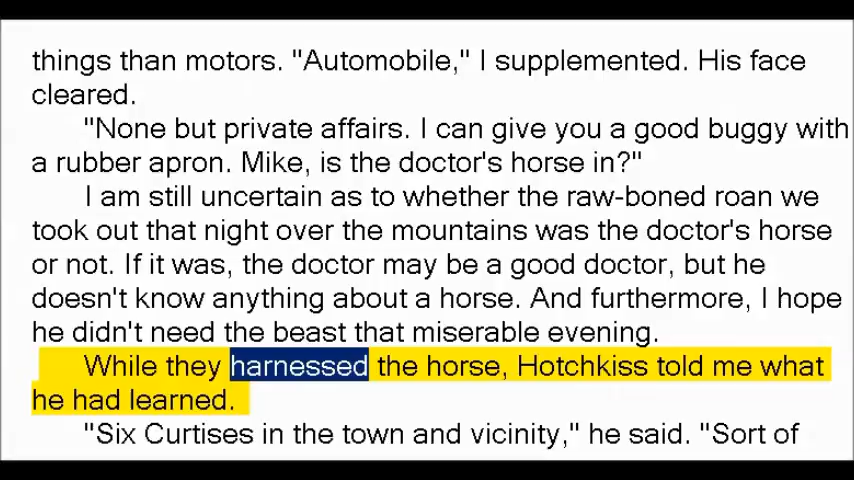 things than motors. "Automobile," I supplemented. His face
cleared.
"None but private affairs. I can give you a good buggy with
a rubber apron. Mike, is the doctor's horse in?"
I am still uncertain as to whether the raw-boned roan we
took out that night over the mountains was the doctor's horse
or not. If it was, the doctor may be a good doctor, but he
doesn't know anything about a horse. And furthermore, I hope
he didn't need the beast that miserable evening.
While they harnessed the horse, Hotchkiss told me what
he had learned.
"Six Curtises in the town and vicinity," he said. "Sort of